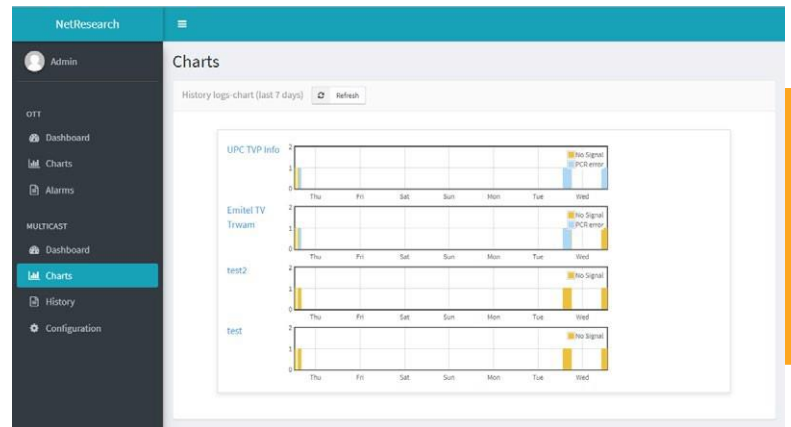 NetResearch
Admin
OTT
Dashboard
Charts
Alarms
MULTICAST
Dashboard
Charts
History
Configuration
Charts
History logs-chart (last 7 days) Refresh
UPC TVP Info
2
1
0
No Signal
PCR error
Thu Fri Sat Sun Mon Tue Wed
Emitel TV
Trwam
2
1
0
No Signal
PCR error
Thu Fri Sat Sun Mon Tue Wed
test2
2
1
0
No Signal
Thu Fri Sat Sun Mon Tue Wed
test
2
1
0
No Signal
Thu Fri Sat Sun Mon Tue Wed